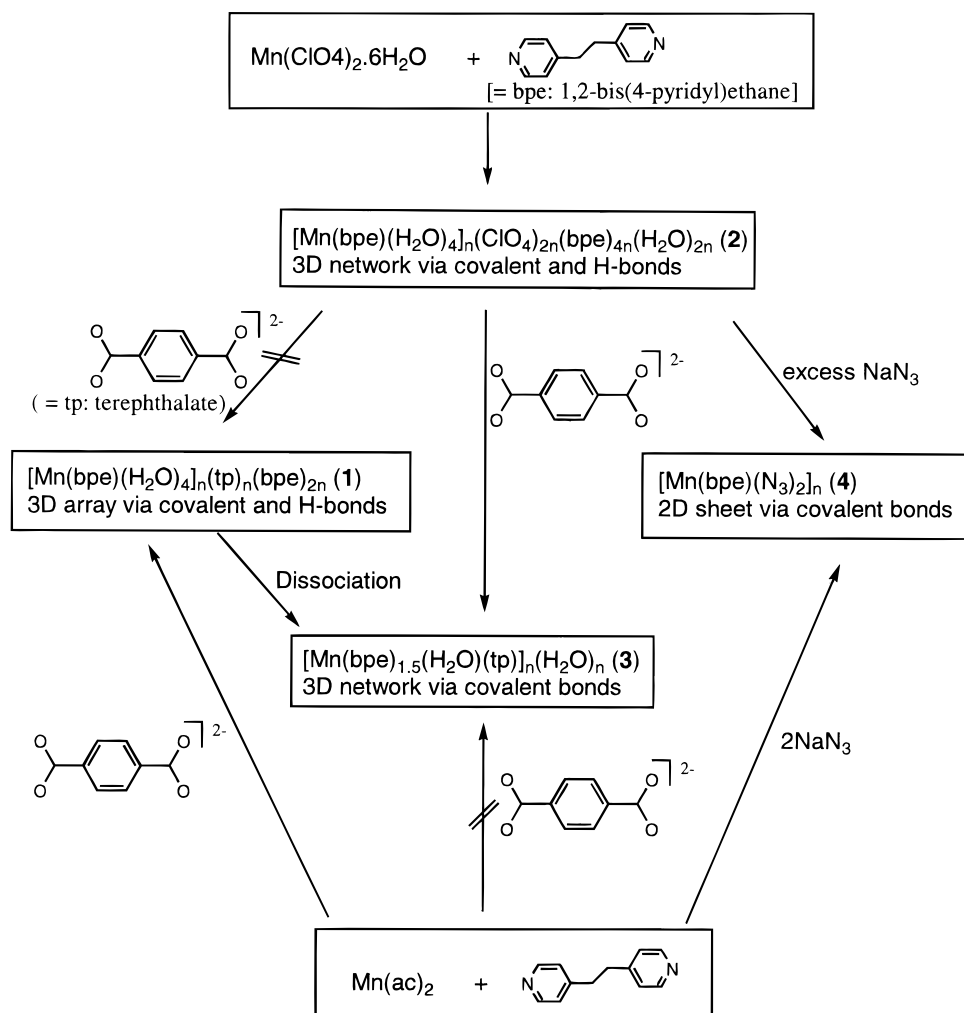 Mn(ClO4)₂.6H₂O + N N
[= bpe: 1,2-bis(4-pyridyl)ethane]
[Mn(bpe)(H₂O)₄]ₙ(ClO₄)₂ₙ(bpe)₄ₙ(H₂O)₂ₙ (2)
3D network via covalent and H-bonds
O O O O 2-
( = tp: terephthalate)
O O O O 2-
excess NaN₃
[Mn(bpe)(H₂O)₄]ₙ(tp)ₙ(bpe)₂ₙ (1)
3D array via covalent and H-bonds
[Mn(bpe)(N₃)₂]ₙ (4)
2D sheet via covalent bonds
Dissociation
[Mn(bpe)₁.₅(H₂O)(tp)]ₙ(H₂O)ₙ (3)
3D network via covalent bonds
O O O O 2-
O O O O 2-
2NaN₃
Mn(ac)₂ + N N